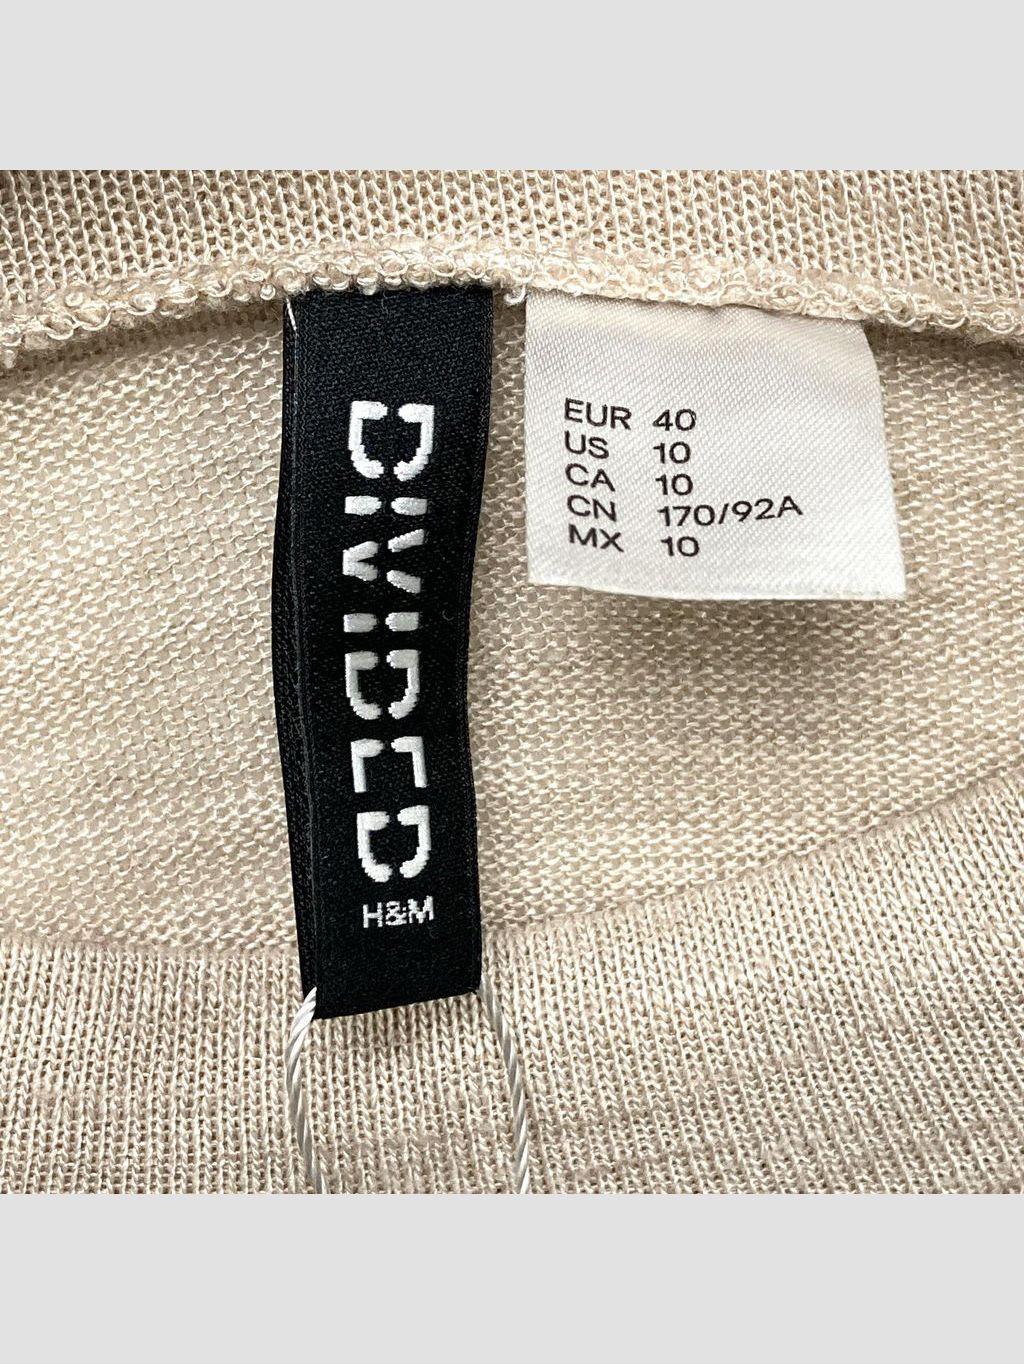 DIVIDED
H&M
EUR 40
US 10
CA 10
CN 170/92A
MX 10